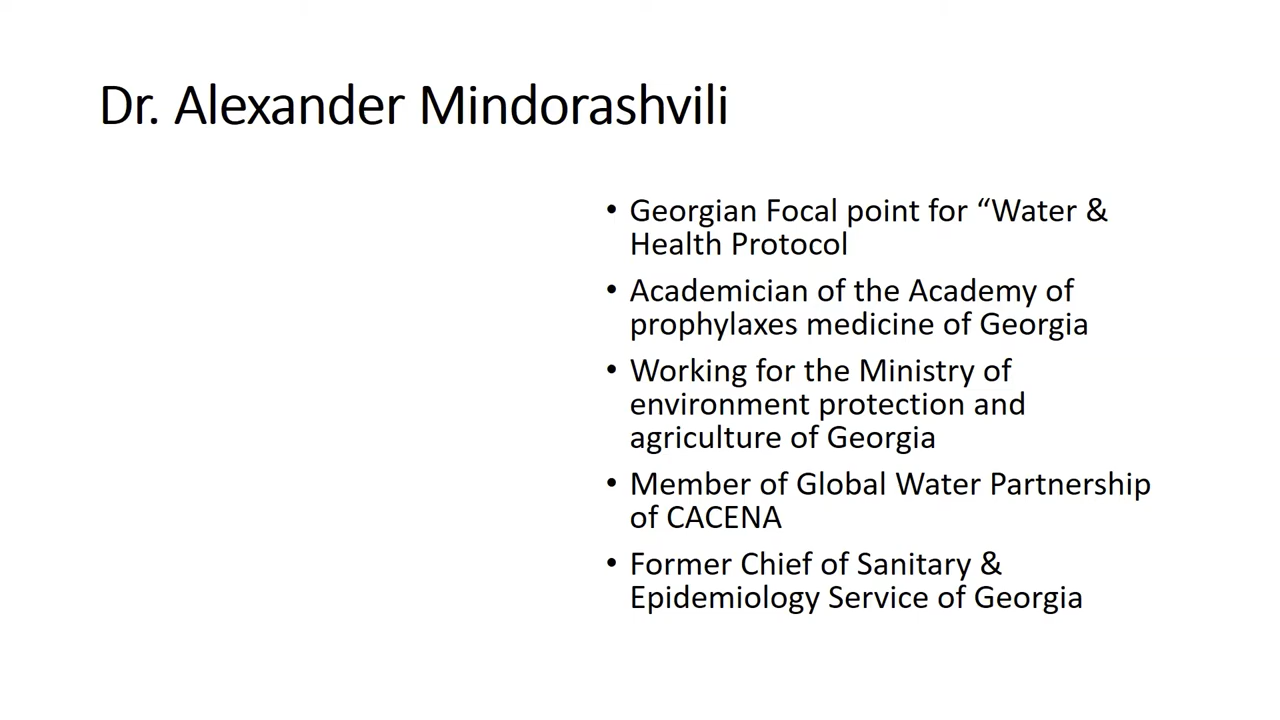 Dr. Alexander Mindorashvili
• Georgian Focal point for “Water &
Health Protocol
• Academician of the Academy of
prophylaxes medicine of Georgia
• Working for the Ministry of
environment protection and
agriculture of Georgia
• Member of Global Water Partnership
of CACENA
• Former Chief of Sanitary &
Epidemiology Service of Georgia